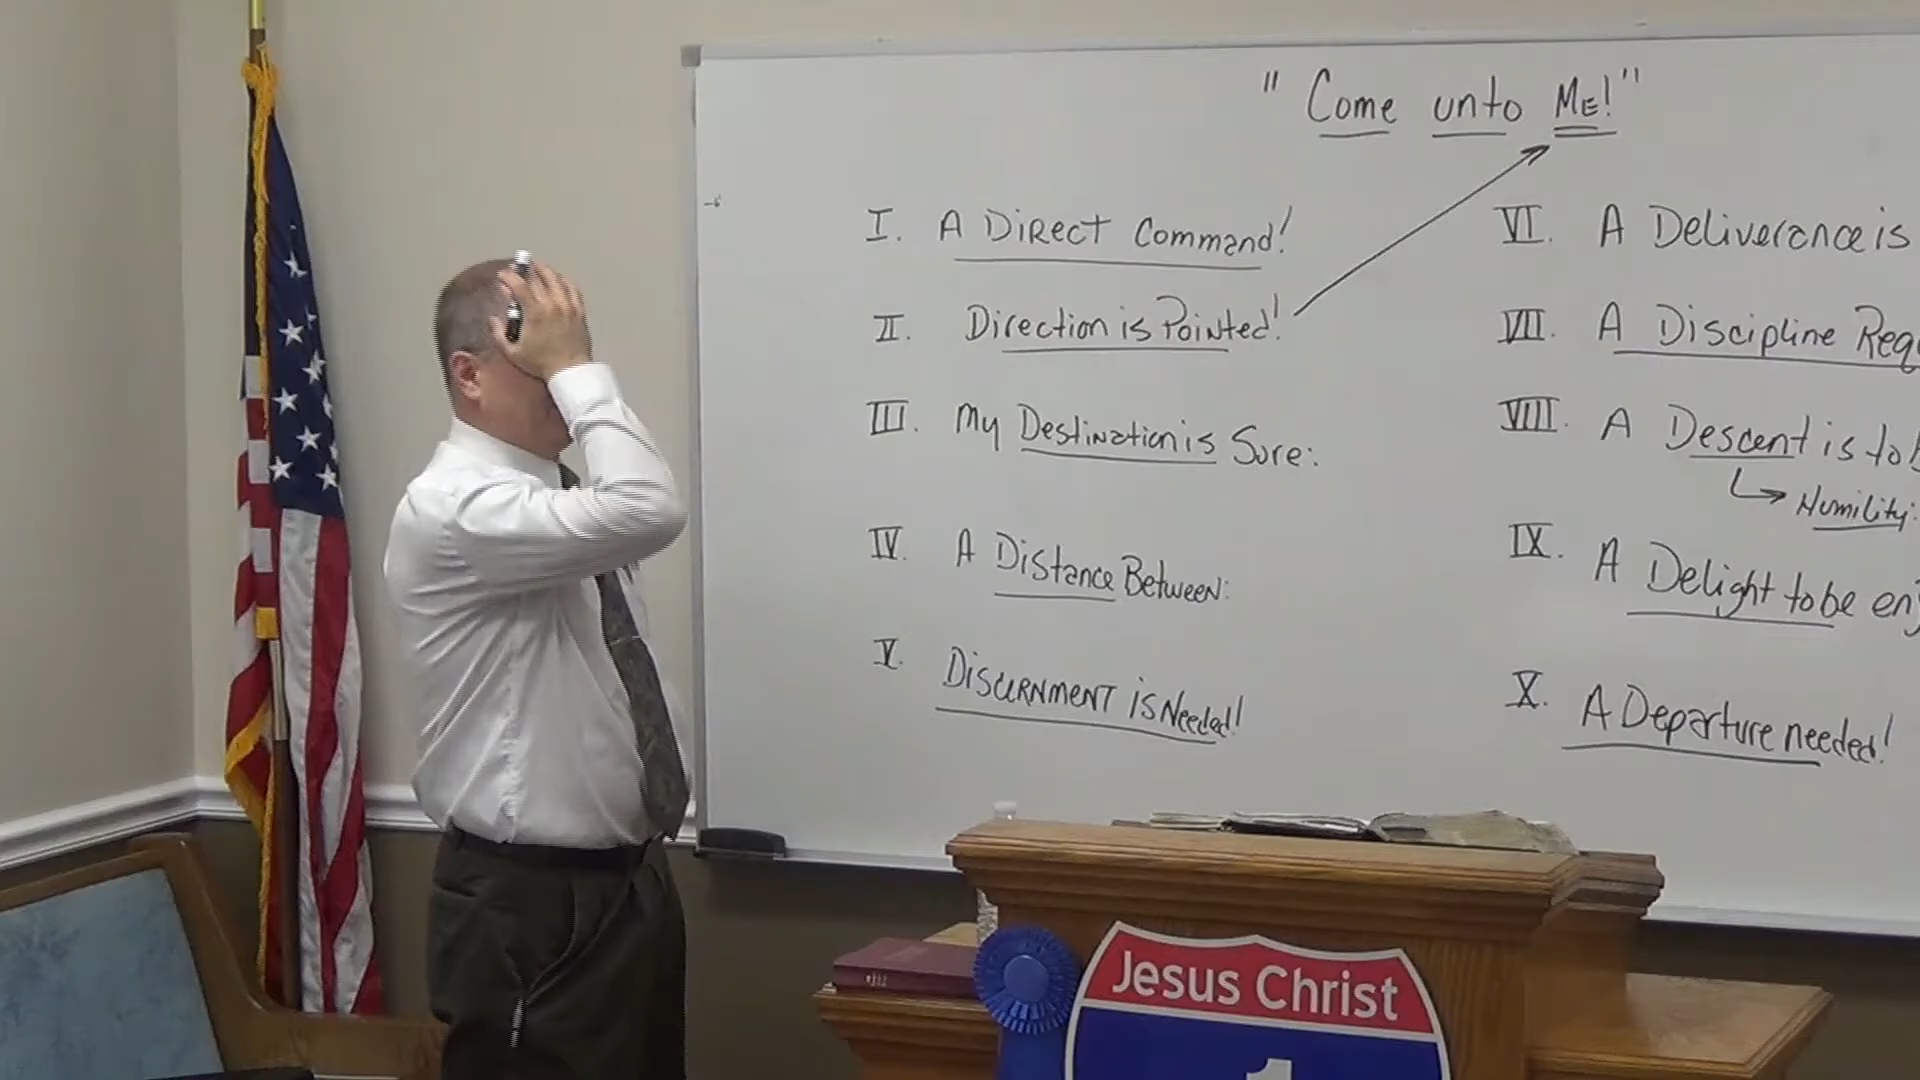 "Come unto ME!"
I. A Direct Command!
II. Direction is Pointed!
III. My Destination is Sure:
IV. A Distance Between:
V. Discernment is Needed!
VI. A Deliverance is
VII. A Discipline
VIII. A Descent is to
Humility:
IX. A Delight to be
X. A Departure needed!
Jesus Christ
1